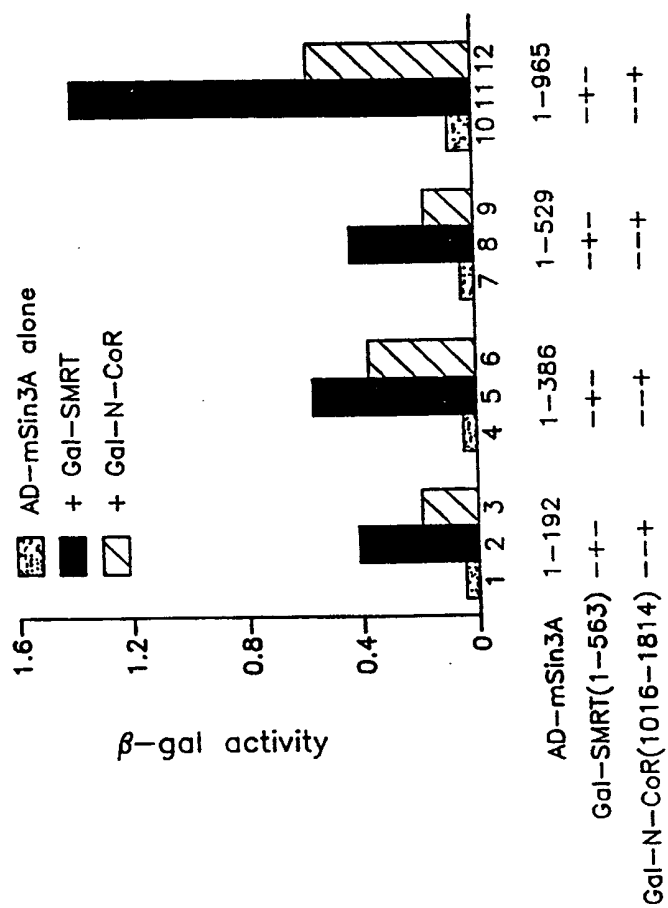 AD-mSin3A alone
+ Gal-SMRT
+ Gal-N-CoR
β-gal activity
1.6
1.2
0.8
0.4
0
1 2 3 4 5 6 7 8 9 10 11 12
AD-mSin3A 1-192 1-386 1-529 1-965
Gal-SMRT(1-563) -+- -+- -+- -+-
Gal-N-CoR(1016-1814) --+ --+ --+ --+